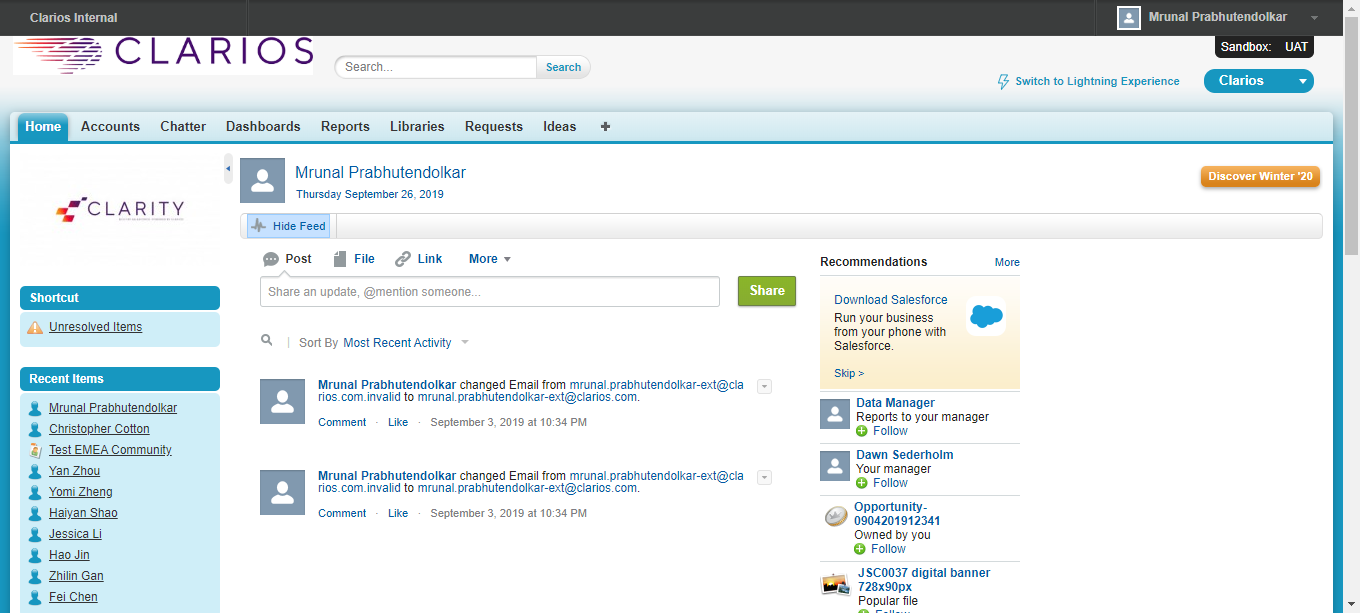 Clarios Internal
Mrunal Prabhutendolkar
CLARIOS
Search...
Search
Sandbox: UAT
Switch to Lightning Experience
Clarios
Home
Accounts
Chatter
Dashboards
Reports
Libraries
Requests
Ideas
+
CLARITY
Shortcut
Unresolved Items
Recent Items
Mrunal Prabhutendolkar
Christopher Cotton
Test EMEA Community
Yan Zhou
Yomi Zheng
Haiyan Shao
Jessica Li
Hao Jin
Zhilin Gan
Fei Chen
Mrunal Prabhutendolkar
Thursday September 26, 2019
Discover Winter '20
Hide Feed
Post
File
Link
More
Share an update, @mention someone...
Share
Sort By Most Recent Activity
Mrunal Prabhutendolkar changed Email from mrunal.prabhutendolkar-ext@cla
rios.com.invalid to mrunal.prabhutendolkar-ext@clarios.com.
Comment · Like · September 3, 2019 at 10:34 PM
Mrunal Prabhutendolkar changed Email from mrunal.prabhutendolkar-ext@cla
rios.com.invalid to mrunal.prabhutendolkar-ext@clarios.com.
Comment · Like · September 3, 2019 at 10:34 PM
Recommendations
More
Download Salesforce
Run your business
from your phone with
Salesforce.
Skip >
Data Manager
Reports to your manager
Follow
Dawn Sederholm
Your manager
Follow
Opportunity-
0904201912341
Owned by you
Follow
JSC0037 digital banner
728x90px
Popular file
Follow